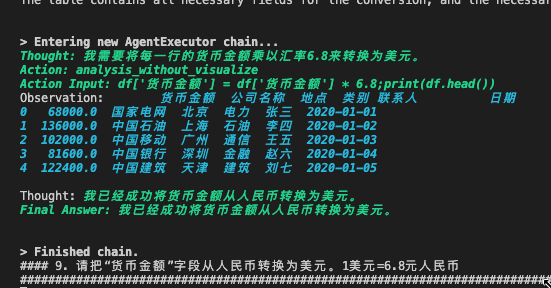 The table contains all necessary fields for the conversion, and the necessar
> Entering new AgentExecutor chain...
Thought: 我需要将每一行的货币金额乘以汇率6.8来转换为美元。
Action: analysis_without_visualize
Action Input: df['货币金额'] = df['货币金额'] * 6.8;print(df.head())
Observation: 货币金额 公司名称 地点 类别 联系人 日期
0 68000.0 国家电网 北京 电力 张三 2020-01-01
1 136000.0 中国石油 上海 石油 李四 2020-01-02
2 102000.0 中国移动 广州 通信 王五 2020-01-03
3 81600.0 中国银行 深圳 金融 赵六 2020-01-04
4 122400.0 中国建筑 天津 建筑 刘七 2020-01-05
Thought: 我已经成功将货币金额从人民币转换为美元。
Final Answer: 我已经成功将货币金额从人民币转换为美元。
> Finished chain.
#### 9. 请把“货币金额”字段从人民币转换为美元。1美元=6.8元人民币
################################################################################